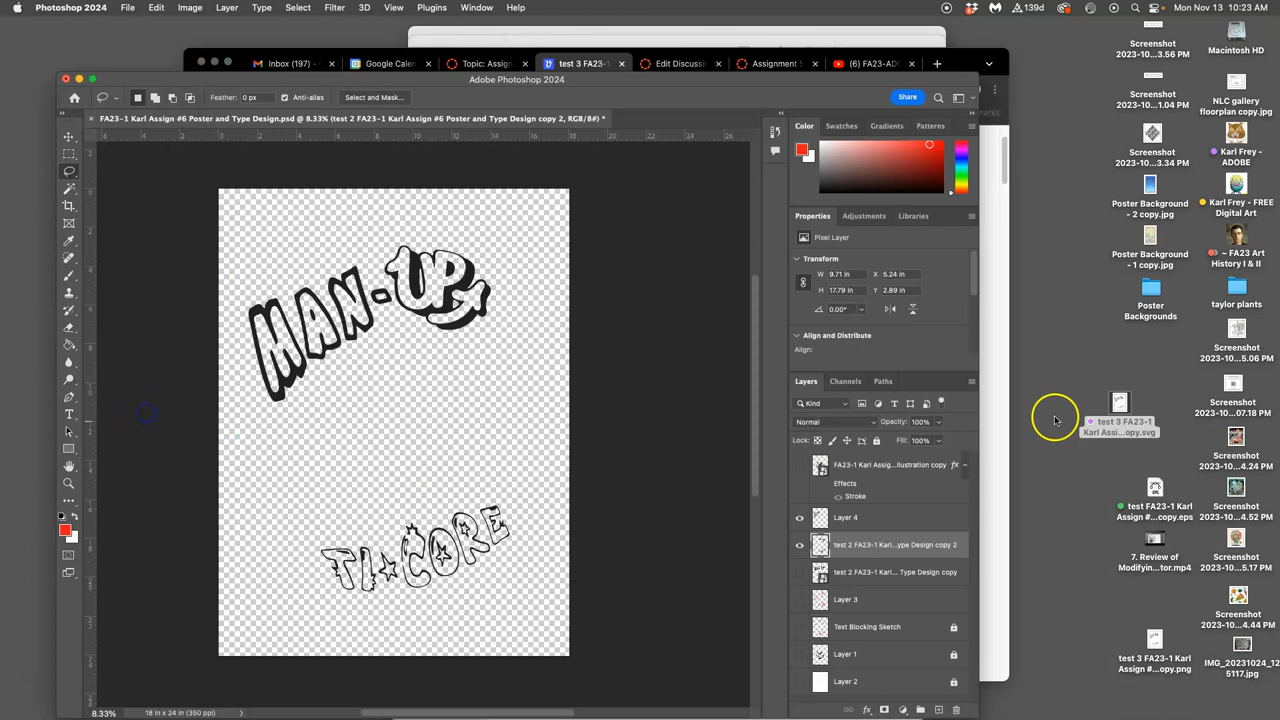 Photoshop 2024 File Edit Image Layer Type Select Filter 3D View Plugins Window Help
139d Mon Nov 13 10:23 AM
Inbox (197) - Google Calen Topic: Assign test 3 FA23-1 Edit Discussi Assignment S (6) FA23-AD
Adobe Photoshop 2024
Feather: 0 px Anti-alias Select and Mask... Share
FA23-1 Karl Assign #6 Poster and Type Design.psd @ 8.33% (test 2 FA23-1 Karl Assign #6 Poster and Type Design copy 2, RGB/8#) *
MAN-UP
TI CORE
8.33% 18 in x 24 in (350 ppi)
Color Swatches Gradients Patterns
Properties Adjustments Libraries
Pixel Layer
Transform
W 9.71 in X 5.24 in
H 17.79 in Y 2.89 in
0.00°
Align and Distribute
Align:
Layers Channels Paths
Kind
Normal Opacity: 100%
Lock: Fill: 100%
FA23-1 Karl Assig...llustration copy fx
Effects
Stroke
Layer 4
test 2 FA23-1 Karl...ype Design copy 2
test 2 FA23-1 Karl... Type Design copy
Layer 3
Text Blocking Sketch
Layer 1
Layer 2
Screenshot
2023-10...3.56 PM
Macintosh HD
Screenshot
2023-10...1.04 PM
NLC gallery
floorplan copy.jpg
Screenshot
2023-10...3.34 PM
Karl Frey -
ADOBE
Poster Background
- 2 copy.jpg
Karl Frey - FREE
Digital Art
Poster Background
- 1 copy.jpg
~ FA23 Art
History I & II
Poster
Backgrounds
taylor plants
Screenshot
2023-10...5.06 PM
Screenshot
2023-10...07.18 PM
test 3 FA23-1
Karl Assi...opy.svg
Screenshot
2023-10...4.24 PM
test FA23-1 Karl
Assign #...copy.eps
Screenshot
2023-10...4.52 PM
7. Review of
Modifyin...tor.mp4
Screenshot
2023-10...5.17 PM
Screenshot
2023-10...4.44 PM
test 3 FA23-1 Karl
Assign #...opy.png
IMG_20231024_12
5117.jpg